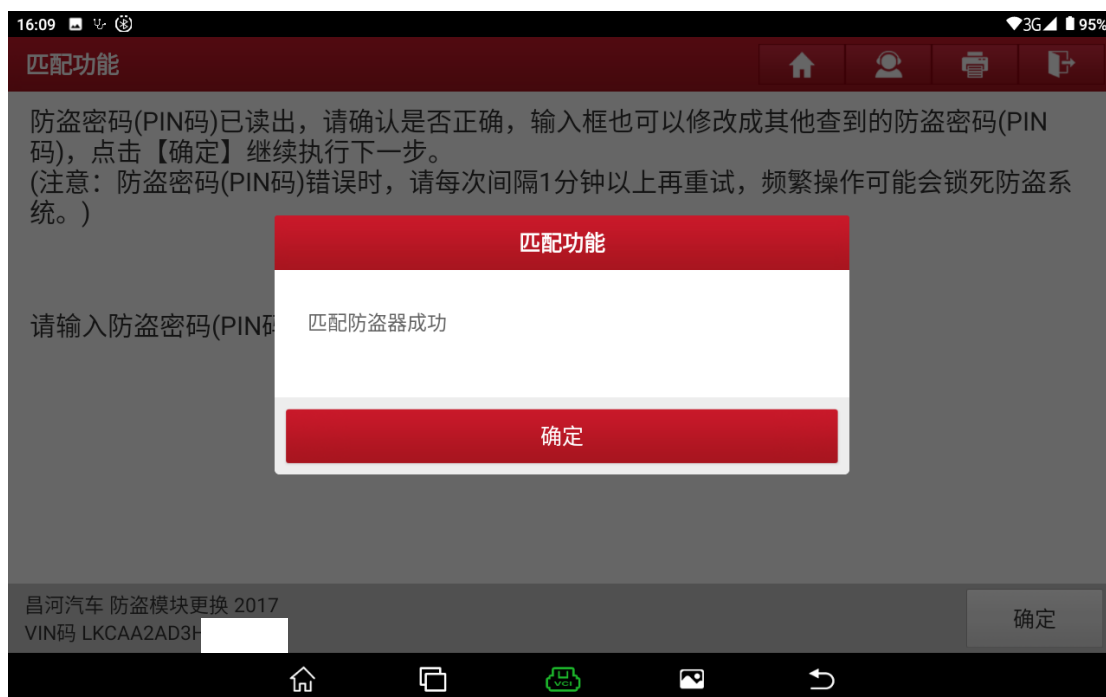 16:09
3G
95%
匹配功能
防盗密码(PIN码)已读出，请确认是否正确，输入框也可以修改成其他查到的防盗密码(PIN
码)，点击【确定】继续执行下一步。
(注意：防盗密码(PIN码)错误时，请每次间隔1分钟以上再重试，频繁操作可能会锁死防盗系
统。)
匹配功能
请输入防盗密码(PIN码
匹配防盗器成功
确定
昌河汽车 防盗模块更换 2017
VIN码 LKCAA2AD3H
确定
VCI